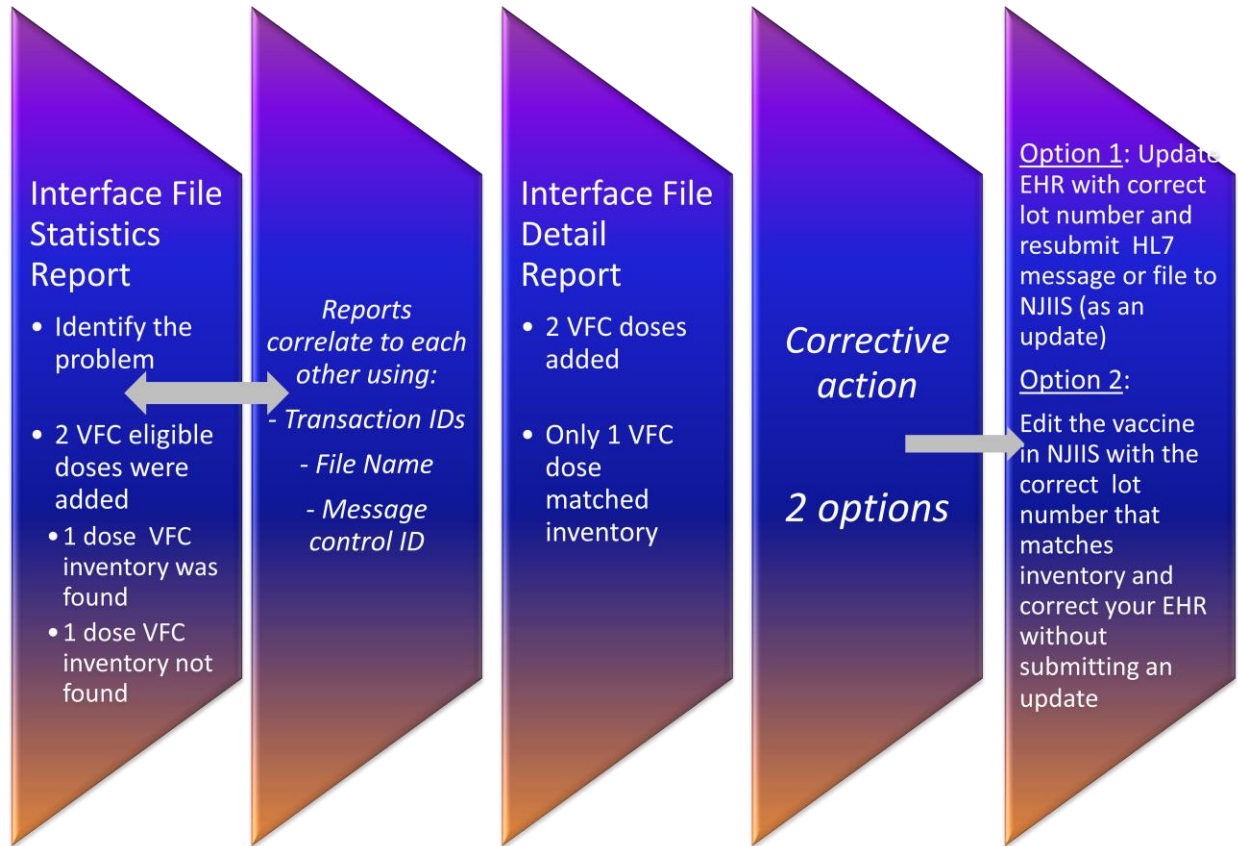 Interface File
Statistics
Report
• Identify the
problem
• 2 VFC eligible
doses were
added
• 1 dose VFC
inventory was
found
• 1 dose VFC
inventory not
found
Reports
correlate to each
other using:
- Transaction IDs
- File Name
- Message
control ID
Interface File
Detail
Report
• 2 VFC doses
added
• Only 1 VFC
dose
matched
inventory
Corrective
action
2 options
Option 1: Update
EHR with correct
lot number and
resubmit HL7
message or file to
NJIIS (as an
update)
Option 2:
Edit the vaccine
in NJIIS with the
correct lot
number that
matches
inventory and
correct your EHR
without
submitting an
update